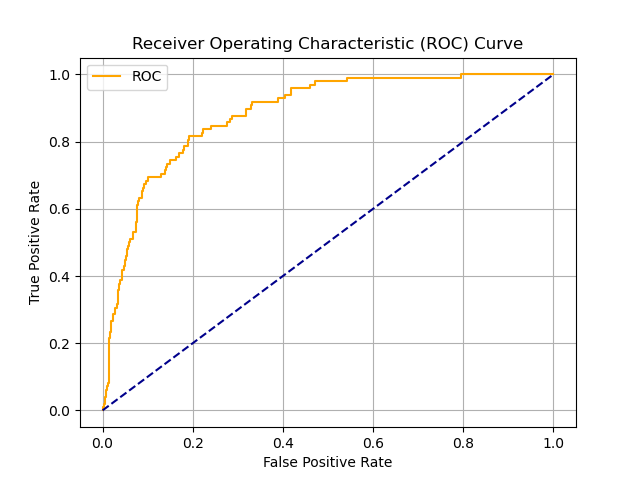 Receiver Operating Characteristic (ROC) Curve
ROC
True Positive Rate
1.0
0.8
0.6
0.4
0.2
0.0
0.0 0.2 0.4 0.6 0.8 1.0
False Positive Rate